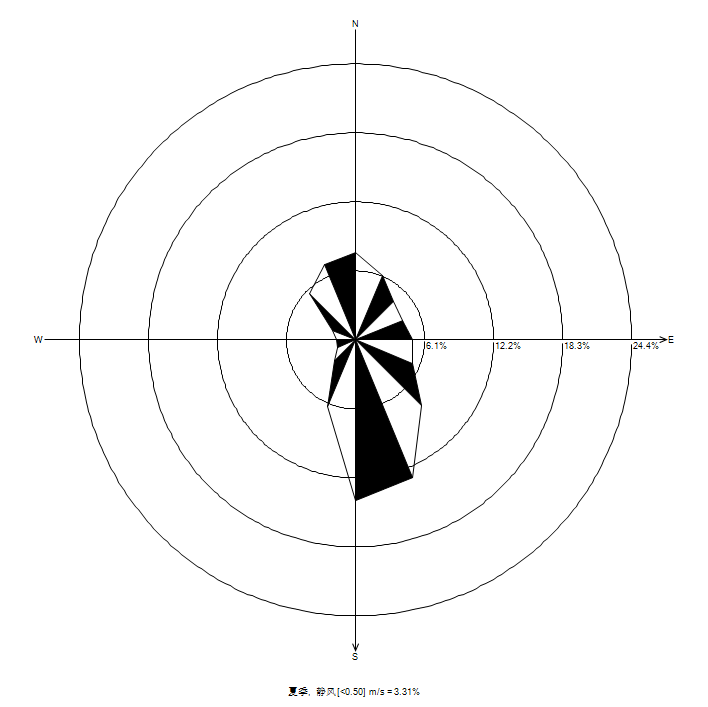 N
W
E
6.1%
12.2%
18.3%
24.4%
S
夏季, 静风[<0.50] m/s = 3.31%